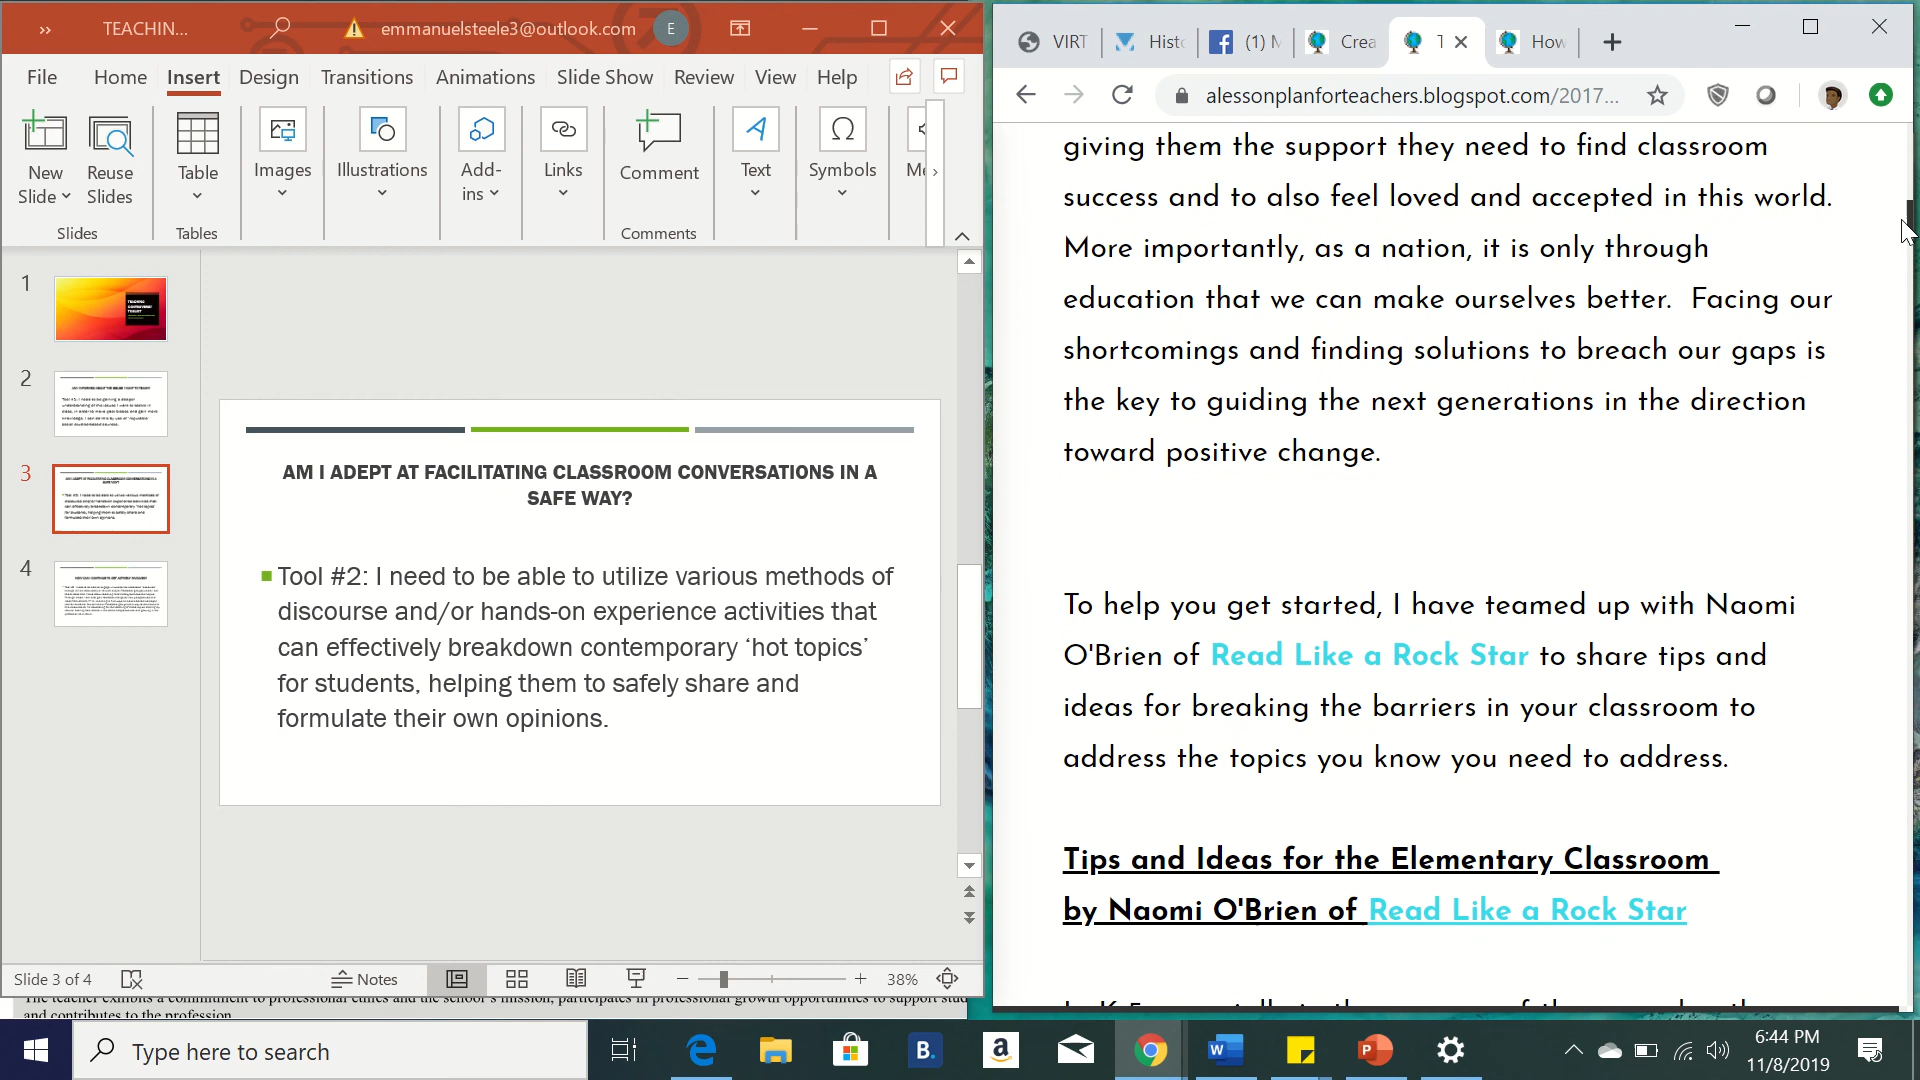 TEACHIN...
emmanuelsteele3@outlook.com
E
File Home Insert Design Transitions Animations Slide Show Review View Help
New Slide
Reuse Slides
Table
Images
Illustrations
Add-ins
Links
Comment
Text
Symbols
Slides
Tables
Comments
1
TEACHING
2
3
4
AM I ADEPT AT FACILITATING CLASSROOM CONVERSATIONS IN A
SAFE WAY?
Tool #2: I need to be able to utilize various methods of
discourse and/or hands-on experience activities that
can effectively breakdown contemporary ‘hot topics’
for students, helping them to safely share and
formulate their own opinions.
Slide 3 of 4
Notes
38%
and contributes to the profession.
VIRT
Histo
(1)
Crea
How
alessonplanforteachers.blogspot.com/2017...
giving them the support they need to find classroom
success and to also feel loved and accepted in this world.
More importantly, as a nation, it is only through
education that we can make ourselves better. Facing our
shortcomings and finding solutions to breach our gaps is
the key to guiding the next generations in the direction
toward positive change.
To help you get started, I have teamed up with Naomi
O'Brien of Read Like a Rock Star to share tips and
ideas for breaking the barriers in your classroom to
address the topics you know you need to address.
Tips and Ideas for the Elementary Classroom
by Naomi O'Brien of Read Like a Rock Star
Type here to search
B.
a
6:44 PM
11/8/2019